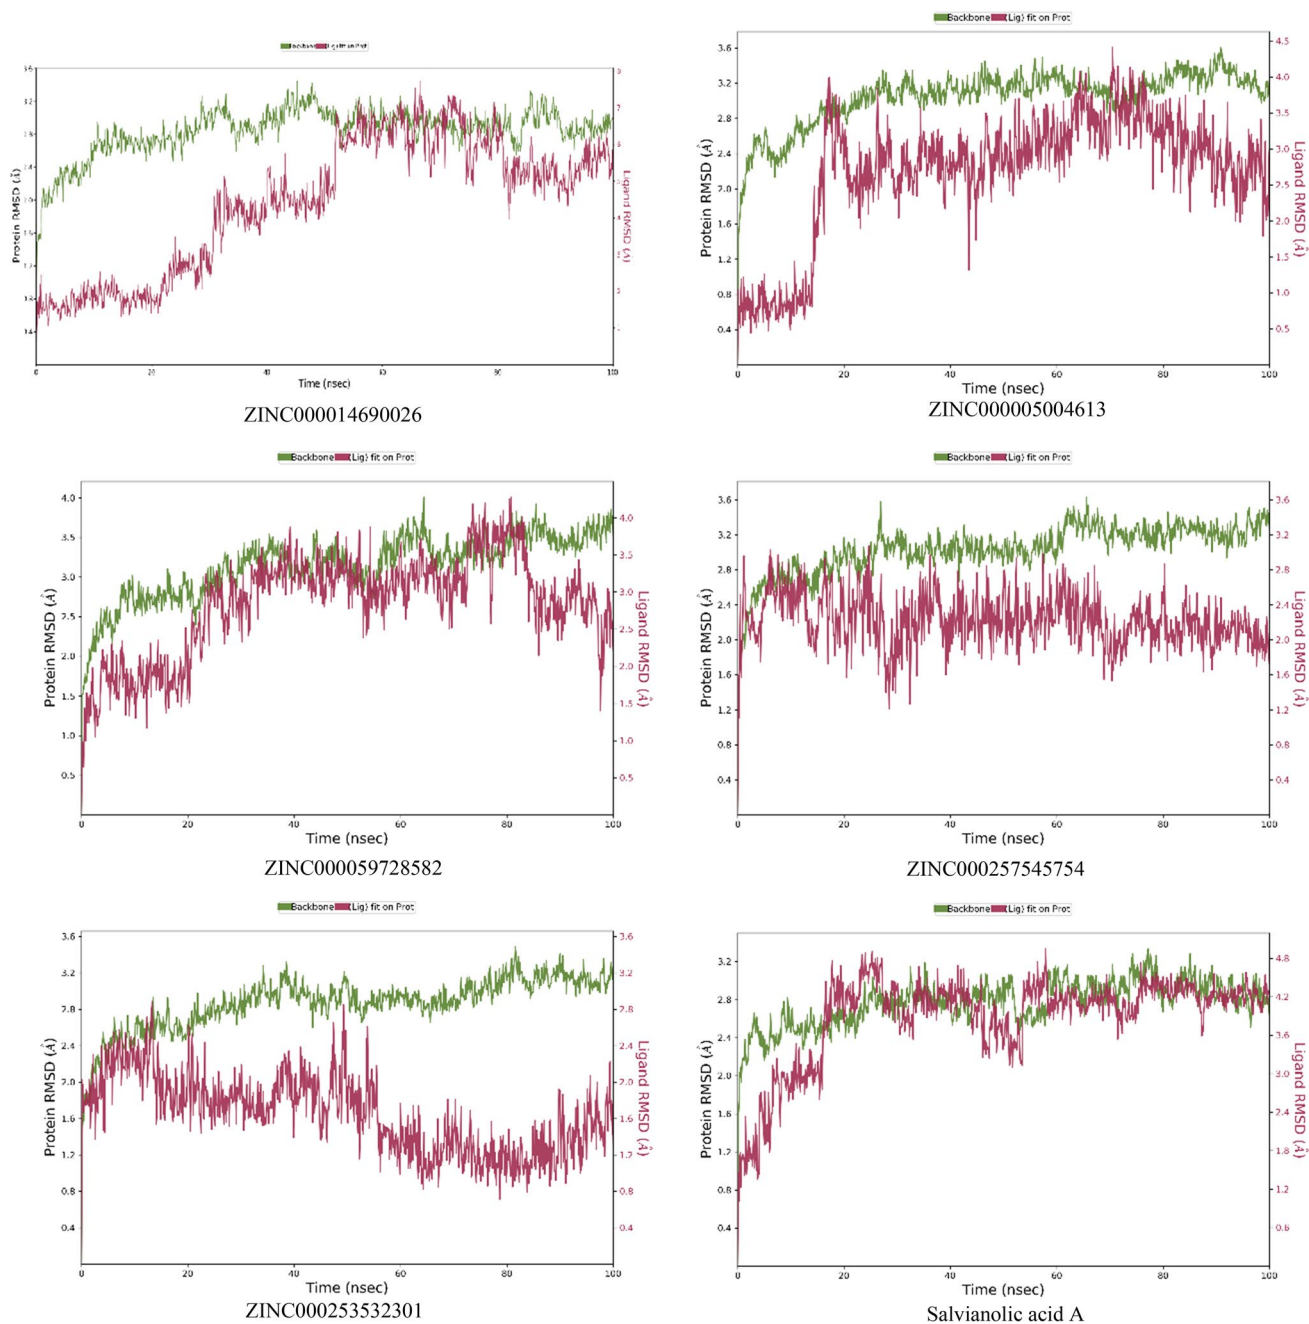 Backbone (Lig) fit on Prot
Protein RMSD (Å)
Ligand RMSD (Å)
0 20 40 60 80 100
Time (nsec)
ZINC000014690026
Backbone (Lig) fit on Prot
3.6
3.2
2.8
2.4
2.0
1.6
1.2
0.8
0.4
Protein RMSD (Å)
4.5
4.0
3.5
3.0
2.5
2.0
1.5
1.0
0.5
Ligand RMSD (Å)
0 20 40 60 80 100
Time (nsec)
ZINC000005004613
Backbone (Lig) fit on Prot
4.0
3.5
3.0
2.5
2.0
1.5
1.0
0.5
Protein RMSD (Å)
4.0
3.5
3.0
2.5
2.0
1.5
1.0
0.5
Ligand RMSD (Å)
0 20 40 60 80 100
Time (nsec)
ZINC000059728582
Backbone (Lig) fit on Prot
3.6
3.2
2.8
2.4
2.0
1.6
1.2
0.8
0.4
Protein RMSD (Å)
3.6
3.2
2.8
2.4
2.0
1.6
1.2
0.8
0.4
Ligand RMSD (Å)
0 20 40 60 80 100
Time (nsec)
ZINC000257545754
Backbone (Lig) fit on Prot
3.6
3.2
2.8
2.4
2.0
1.6
1.2
0.8
0.4
Protein RMSD (Å)
3.6
3.2
2.8
2.4
2.0
1.6
1.2
0.8
0.4
Ligand RMSD (Å)
0 20 40 60 80 100
Time (nsec)
ZINC000253532301
Backbone (Lig) fit on Prot
3.2
2.8
2.4
2.0
1.6
1.2
0.8
0.4
Protein RMSD (Å)
4.8
4.2
3.6
3.0
2.4
1.8
1.2
0.6
Ligand RMSD (Å)
0 20 40 60 80 100
Time (nsec)
Salvianolic acid A